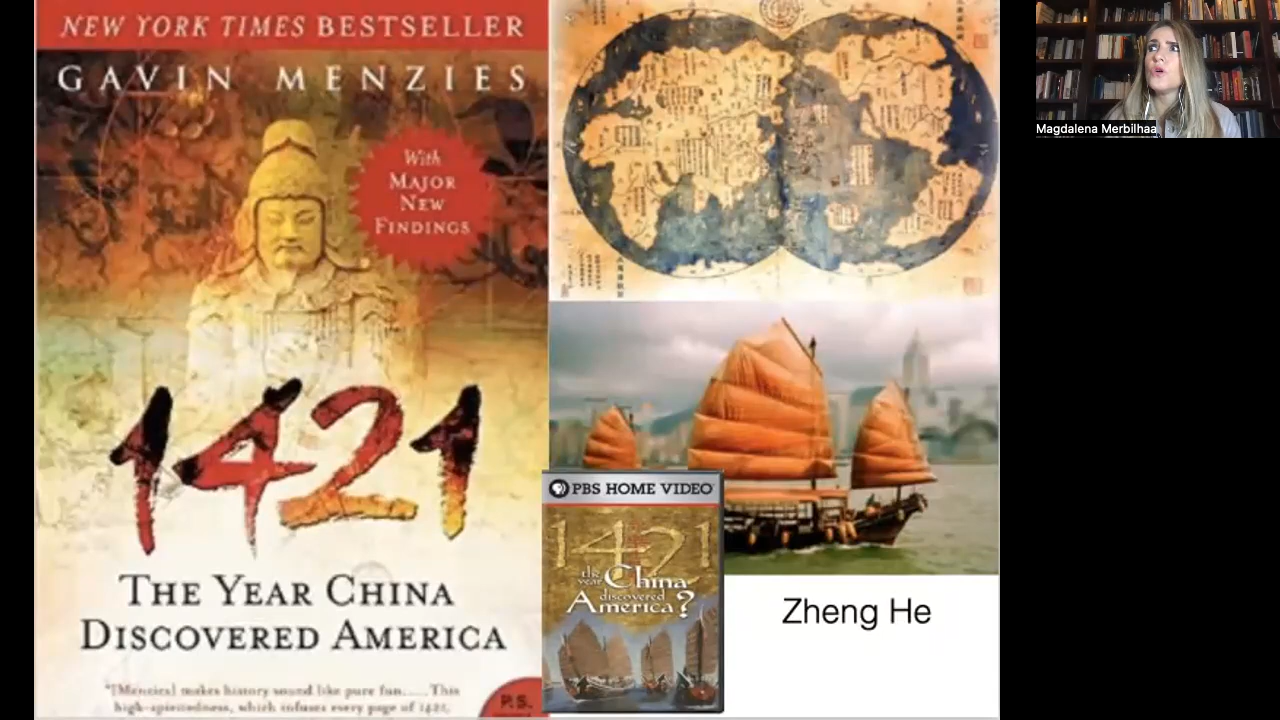 NEW YORK TIMES BESTSELLER
GAVIN MENZIES
With
MAJOR
NEW
FINDINGS
1421
THE YEAR CHINA
DISCOVERED AMERICA
"[Menzies] makes history sound like pure fun.....This
high-spiritedness, which infuses every page of 1421,
P.S.
PBS HOME VIDEO
1421
the year China
discovered
America?
Zheng He
Magdalena Merbilhaa